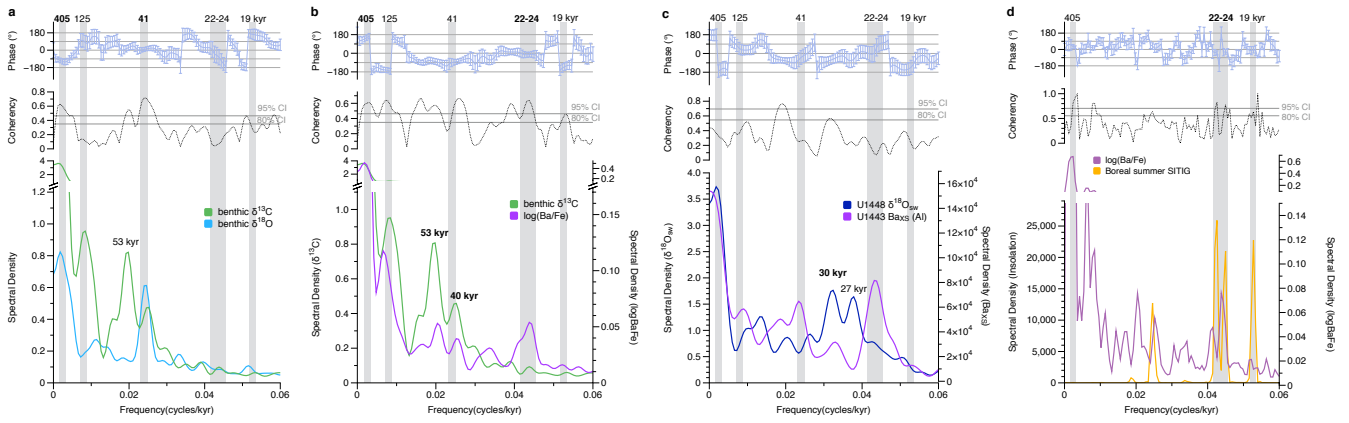 a
405 125 41 22-24 19 kyr
Phase (°)
180
0
−180
Coherency
0.8
0.6
0.4
0.2
0
95% CI
80% CI
4
3
2
1.2
1.0
0.8
0.6
0.4
0.2
0
Spectral Density
benthic δ13C
benthic δ18O
53 kyr
0 0.02 0.04 0.06
Frequency(cycles/kyr)
b
405 125 41 22-24 19 kyr
Phase (°)
180
0
−180
Coherency
0.8
0.6
0.4
0.2
0
95% CI
80% CI
4
3
2
1.0
0.8
0.6
0.4
0.2
0
Spectral Density (δ13C)
benthic δ13C
log(Ba/Fe)
53 kyr
40 kyr
0.4
0.2
0.15
0.10
0.05
0
Spectral Density (logBa/Fe)
0 0.02 0.04 0.06
Frequency(cycles/kyr)
c
405 125 41 22-24 19 kyr
Phase (°)
180
0
−180
Coherency
0.8
0.6
0.4
0.2
0
95% CI
80% CI
4.0
3.5
3.0
2.5
2.0
1.5
1.0
0.5
0
Spectral Density (δ18Osw)
U1448 δ18Osw
U1443 BaXS (Al)
30 kyr
27 kyr
16×10⁴
14×10⁴
12×10⁴
10×10⁴
8×10⁴
6×10⁴
4×10⁴
2×10⁴
0
Spectral Density (BaXS)
0 0.02 0.04 0.06
Frequency(cycles/kyr)
d
405 22-24 19 kyr
Phase (°)
180
0
−180
Coherency
1.0
0.5
0
95% CI
80% CI
log(Ba/Fe)
Boreal summer SITIG
0.6
0.4
0.2
25,000
20,000
15,000
10,000
5,000
0
Spectral Density (Insolation)
0.12
0.10
0.08
0.06
0.04
0.02
0
Spectral Density (logBaFe)
0 0.02 0.04 0.06
Frequency(cycles/kyr)